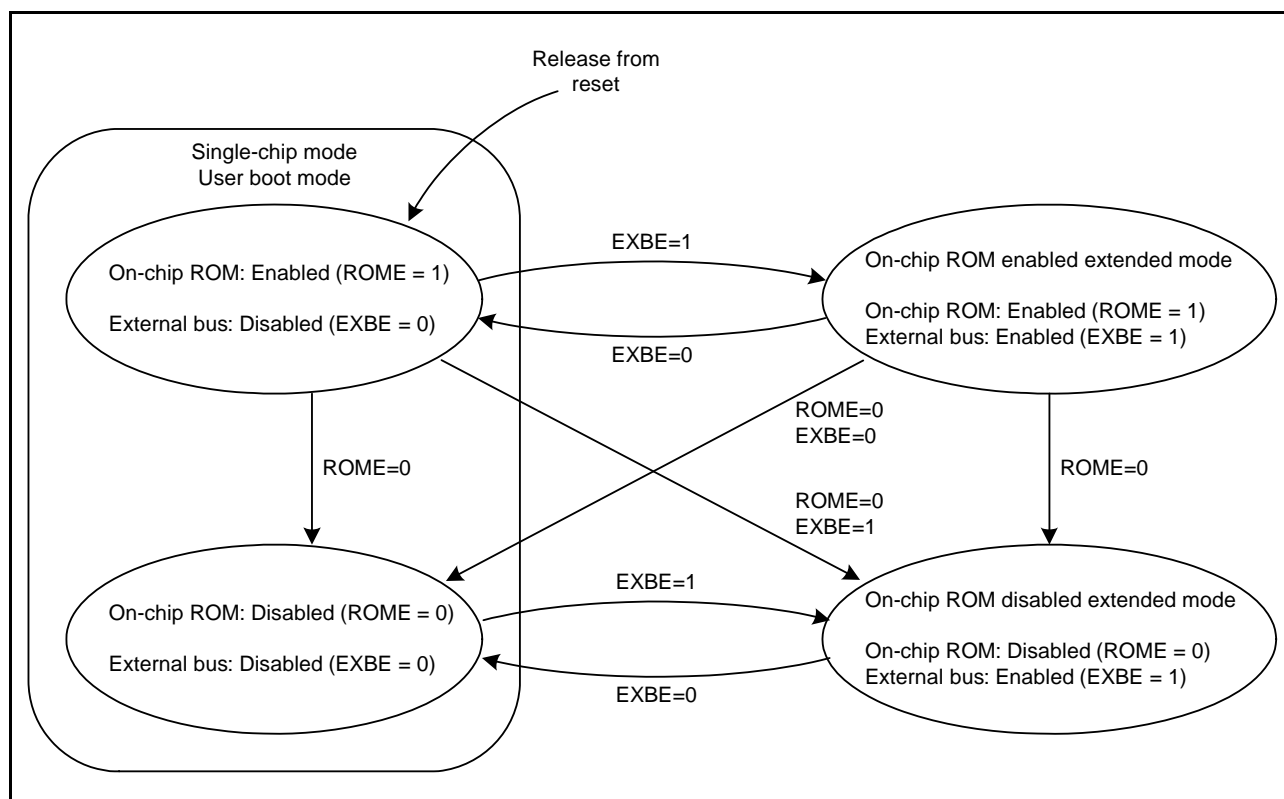 Release from
reset
Single-chip mode
User boot mode
On-chip ROM: Enabled (ROME = 1)
External bus: Disabled (EXBE = 0)
EXBE=1
EXBE=0
On-chip ROM enabled extended mode
On-chip ROM: Enabled (ROME = 1)
External bus: Enabled (EXBE = 1)
ROME=0
ROME=0
EXBE=0
ROME=0
EXBE=1
ROME=0
On-chip ROM: Disabled (ROME = 0)
External bus: Disabled (EXBE = 0)
EXBE=1
EXBE=0
On-chip ROM disabled extended mode
On-chip ROM: Disabled (ROME = 0)
External bus: Enabled (EXBE = 1)